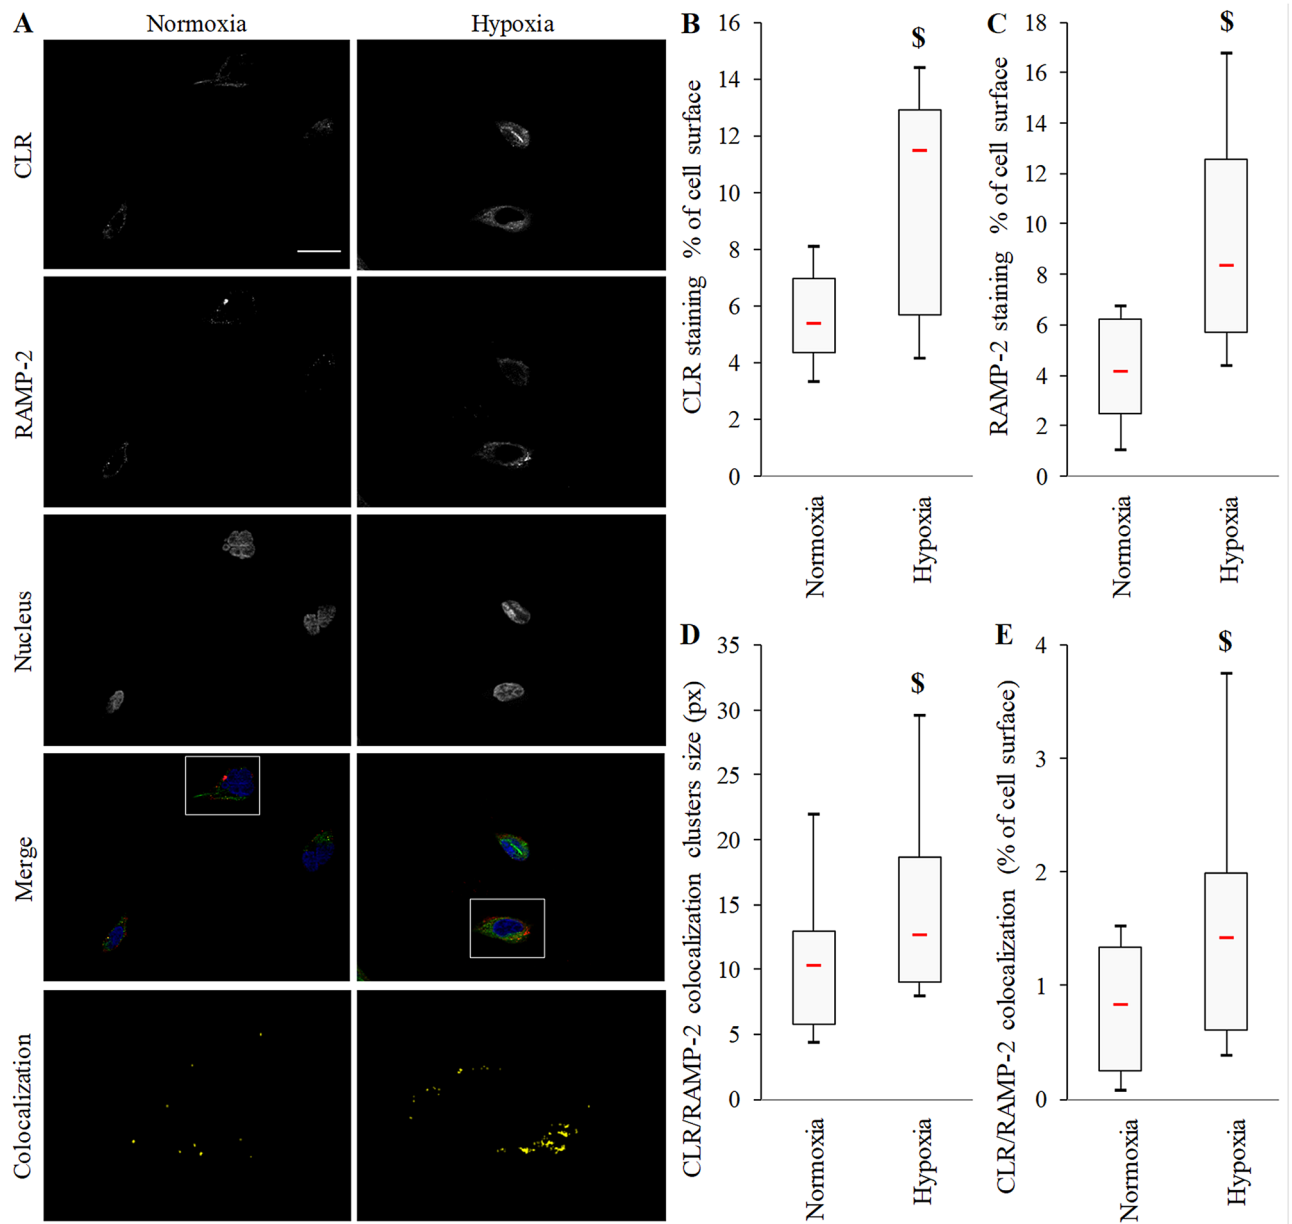 A
Normoxia
Hypoxia
CLR
RAMP-2
Nucleus
Merge
Colocalization
B
CLR staining % of cell surface
16
14
12
10
8
6
4
2
0
$
Normoxia
Hypoxia
C
RAMP-2 staining % of cell surface
18
16
14
12
10
8
6
4
2
0
$
Normoxia
Hypoxia
D
CLR/RAMP-2 colocalization clusters size (px)
35
30
25
20
15
10
5
0
$
Normoxia
Hypoxia
E
CLR/RAMP-2 colocalization (% of cell surface)
4
3
2
1
0
$
Normoxia
Hypoxia